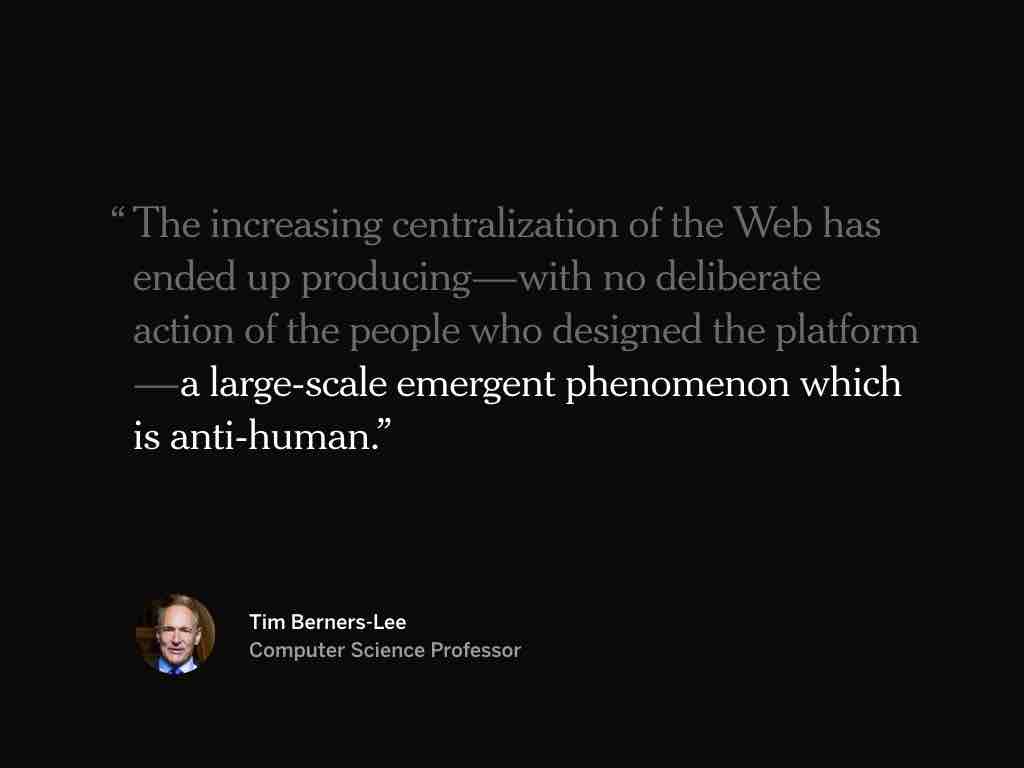 “ The increasing centralization of the Web has
ended up producing—with no deliberate
action of the people who designed the platform
—a large-scale emergent phenomenon which
is anti-human.”
Tim Berners-Lee
Computer Science Professor